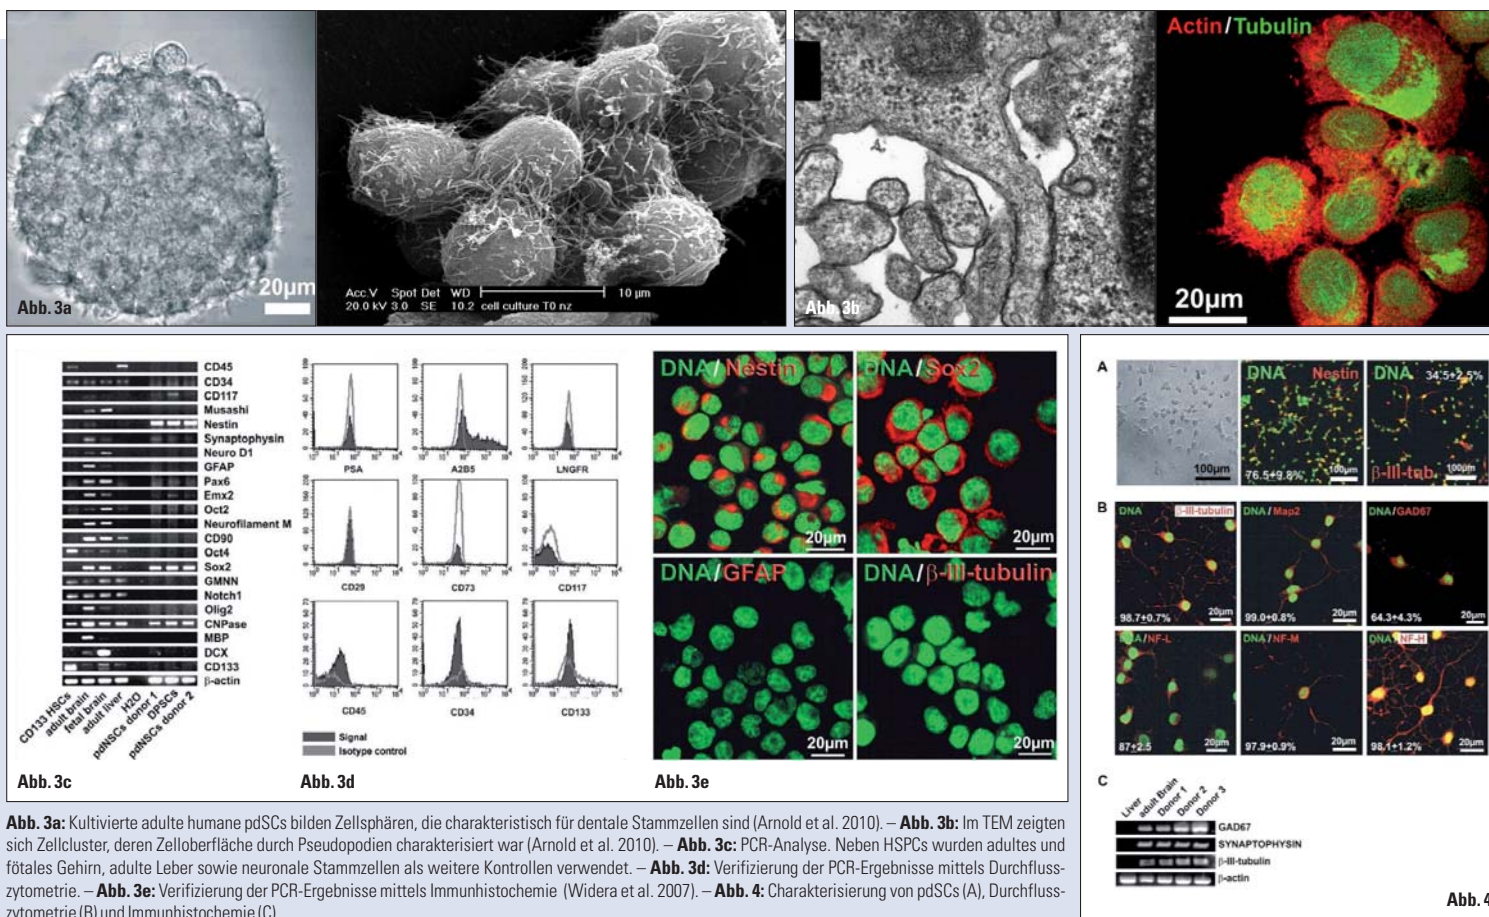 Abb. 3a
20µm
Acc.V Spot Det WD 10 µm
20.0 kV 3.0 SE 10.2 cell culture T0 nz
Abb. 3b
Actin/Tubulin
20µm
CD45
CD34
CD117
Musashi
Nestin
Synaptophysin
Neuro D1
GFAP
Pax6
Emx2
Oct2
Neurofilament M
CD90
Oct4
Sox2
GMNN
Notch1
Olig2
CNPase
MBP
DCX
CD133
β-actin
CD133 HSCs
adult brain
fetal brain
adult liver
H2O
pdNSCs donor 1
DPSCs
pdNSCs donor 2
Abb. 3c
PSA
A2B5
LNGFR
CD29
CD73
CD117
CD45
CD34
CD133
Signal
Isotype control
Abb. 3d
DNA/Nestin
20µm
DNA/Sox2
20µm
DNA/GFAP
20µm
DNA/β-III-tubulin
20µm
Abb. 3e
A
100µm
DNA Nestin
76.5±9.8% 100µm
DNA 34.5±2.5%
β-III-tub. 100µm
B
DNA β-III-tubulin
98.7±0.7% 20µm
DNA/Map2
99.0±0.8% 20µm
DNA/GAD67
64.3±4.3% 20µm
DNA/NF-L
87±2.5 20µm
DNA/NF-M
97.9±0.9% 20µm
DNA/NF-H
98.1±1.2% 20µm
C
Liver
adult Brain
Donor 1
Donor 2
Donor 3
GAD67
SYNAPTOPHYSIN
β-III-tubulin
β-actin
Abb. 4
Abb. 3a: Kultivierte adulte humane pdSCs bilden Zellsphären, die charakteristisch für dentale Stammzellen sind (Arnold et al. 2010). – Abb. 3b: Im TEM zeigten
sich Zellcluster, deren Zelloberfläche durch Pseudopodien charakterisiert war (Arnold et al. 2010). – Abb. 3c: PCR-Analyse. Neben HSPCs wurden adultes und
fötales Gehirn, adulte Leber sowie neuronale Stammzellen als weitere Kontrollen verwendet. – Abb. 3d: Verifizierung der PCR-Ergebnisse mittels Durchfluss-
zytometrie. – Abb. 3e: Verifizierung der PCR-Ergebnisse mittels Immunhistochemie (Widera et al. 2007). – Abb. 4: Charakterisierung von pdSCs (A), Durchfluss-
zytometrie (B) und Immunhistochemie (C)